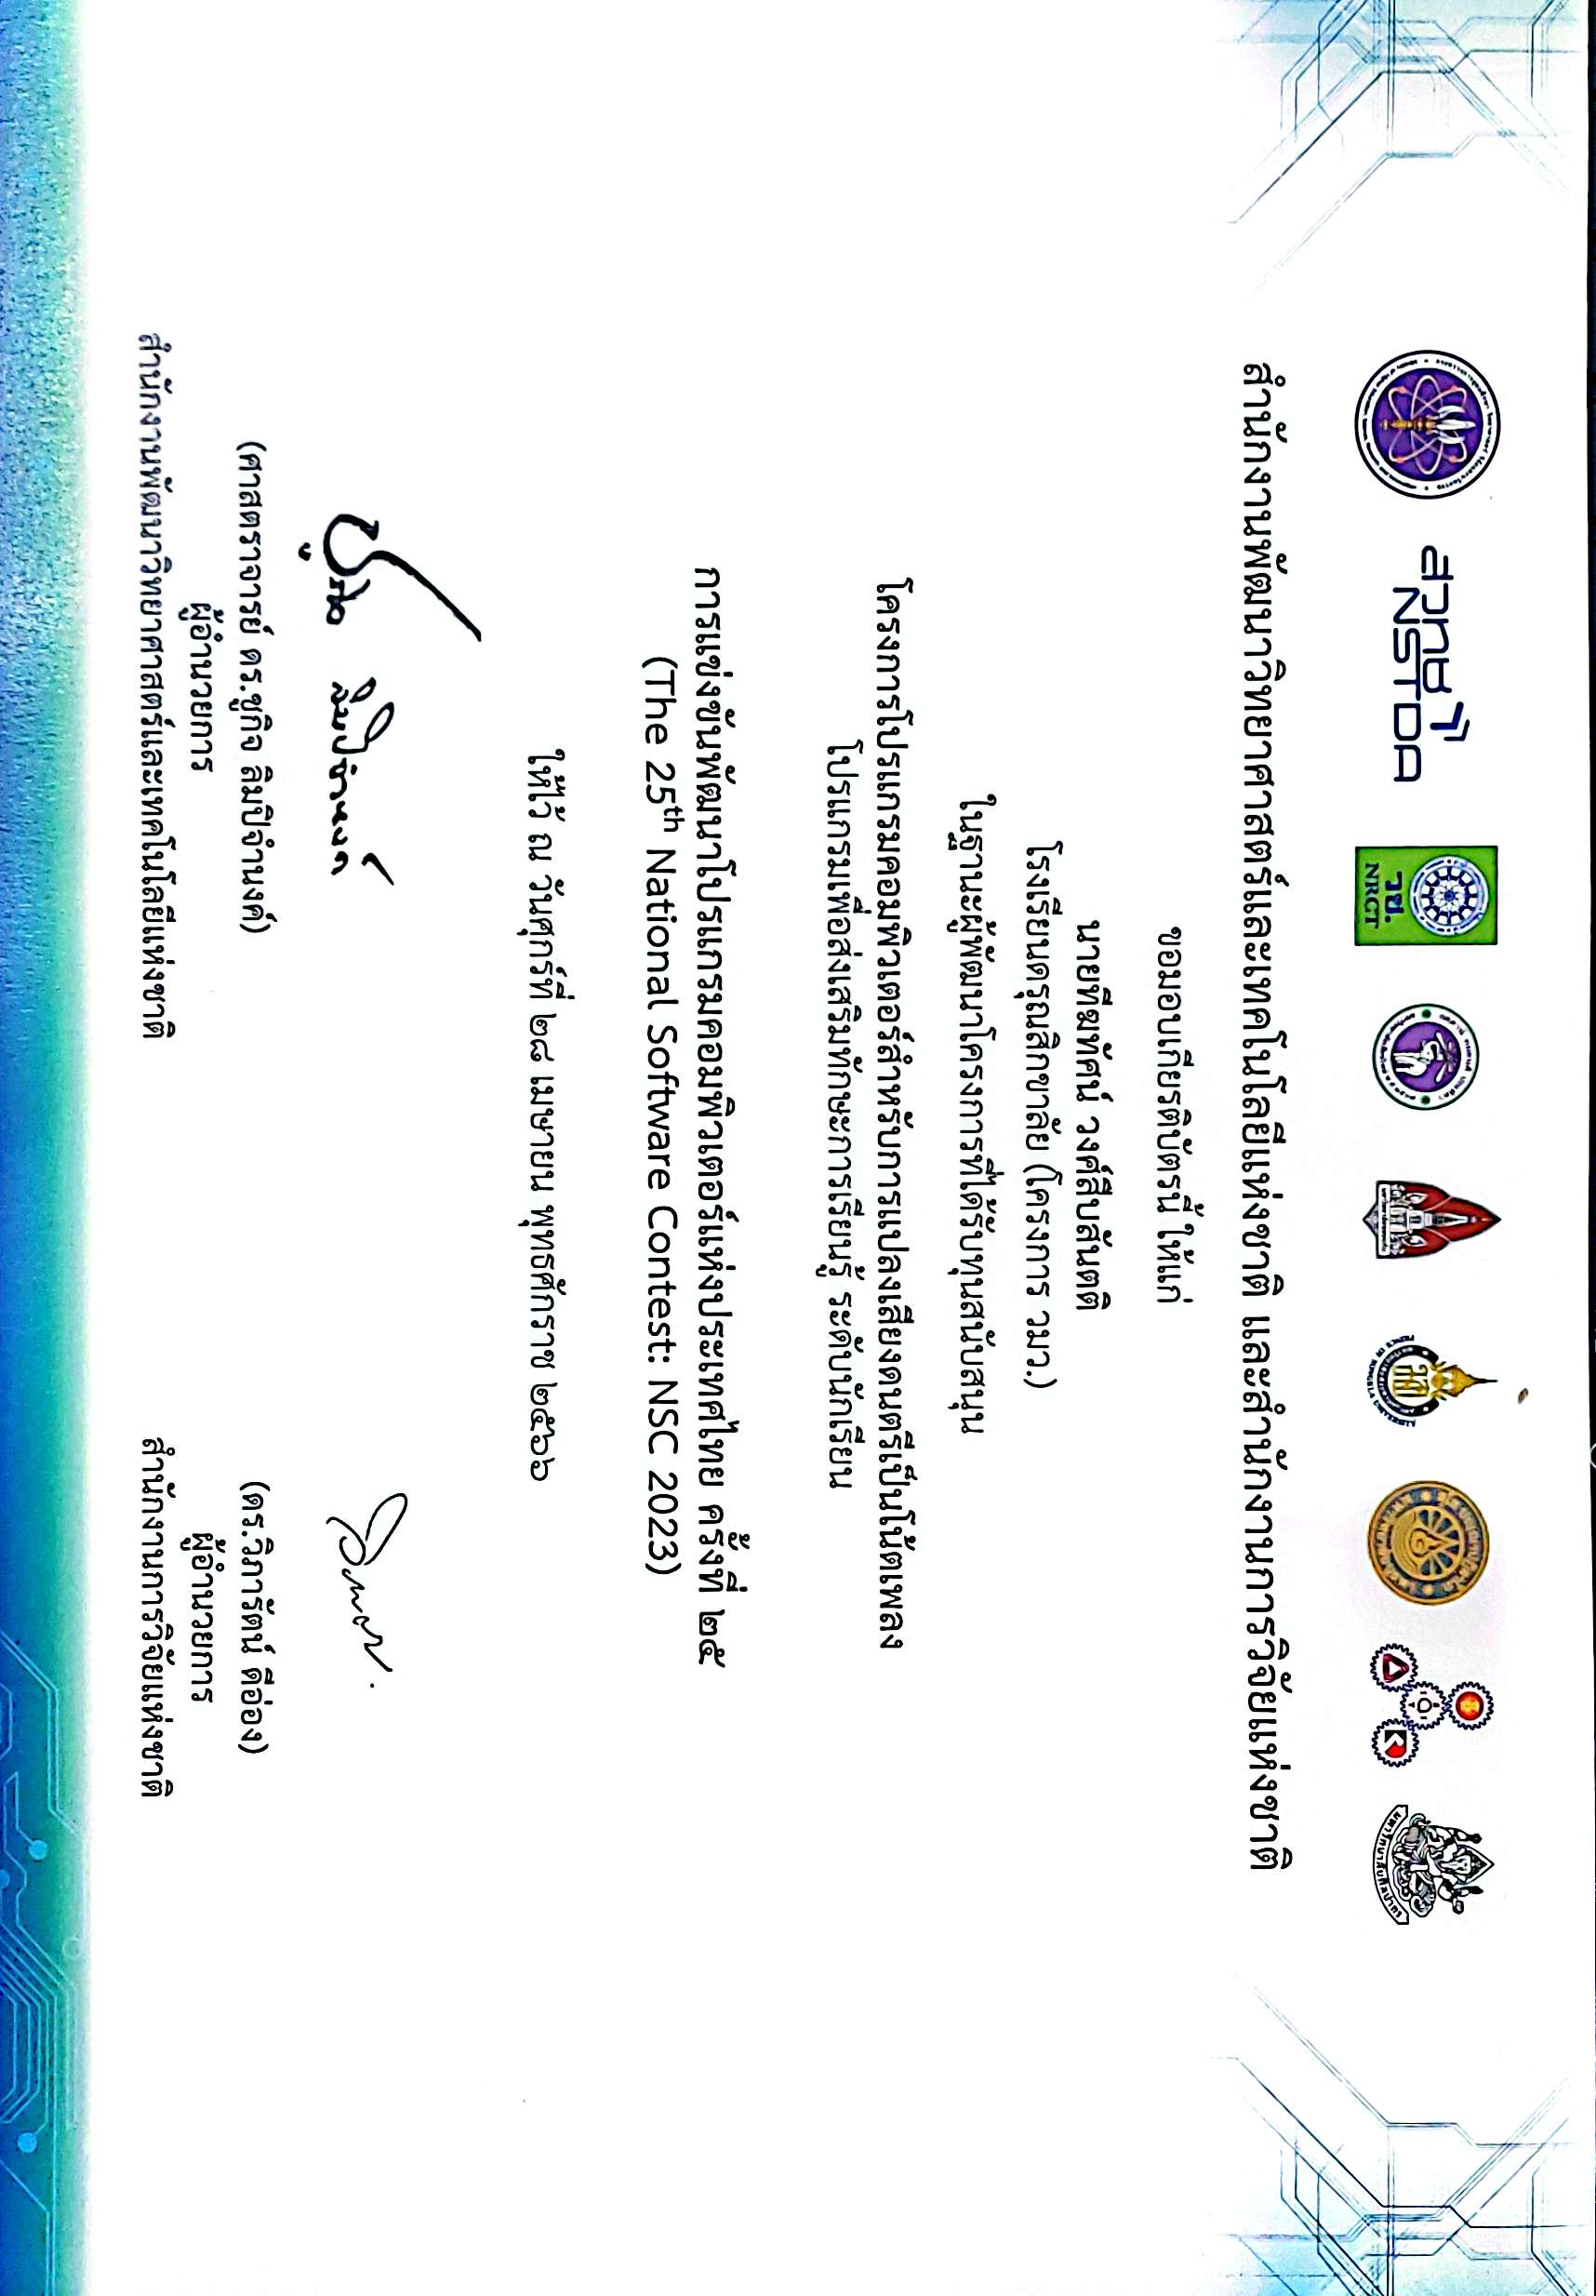 สวทช
NSTDA
วช.
NRCT
สำนักงานพัฒนาวิทยาศาสตร์และเทคโนโลยีแห่งชาติ และสำนักงานการวิจัยแห่งชาติ
ขอมอบเกียรติบัตรนี้ ให้แก่
นายทีฆทัศน์ วงศ์สืบสันตติ
โรงเรียนดรุณสิกขาลัย (โครงการ วมว.)
ในฐานะผู้พัฒนาโครงการที่ได้รับทุนสนับสนุน
โครงการโปรแกรมคอมพิวเตอร์สำหรับการแปลงเสียงดนตรีเป็นโน้ตเพลง
โปรแกรมเพื่อส่งเสริมทักษะการเรียนรู้ ระดับนักเรียน
การแข่งขันพัฒนาโปรแกรมคอมพิวเตอร์แห่งประเทศไทย ครั้งที่ ๒๕
(The 25th National Software Contest: NSC 2023)
ให้ไว้ ณ วันศุกร์ที่ ๒๘ เมษายน พุทธศักราช ๒๕๖๖
ชูกิจ ลิมปิจำนงค์
(ศาสตราจารย์ ดร.ชูกิจ ลิมปิจำนงค์)
ผู้อำนวยการ
สำนักงานพัฒนาวิทยาศาสตร์และเทคโนโลยีแห่งชาติ
(ดร.วิภารัตน์ ดีอ่อง)
ผู้อำนวยการ
สำนักงานการวิจัยแห่งชาติ